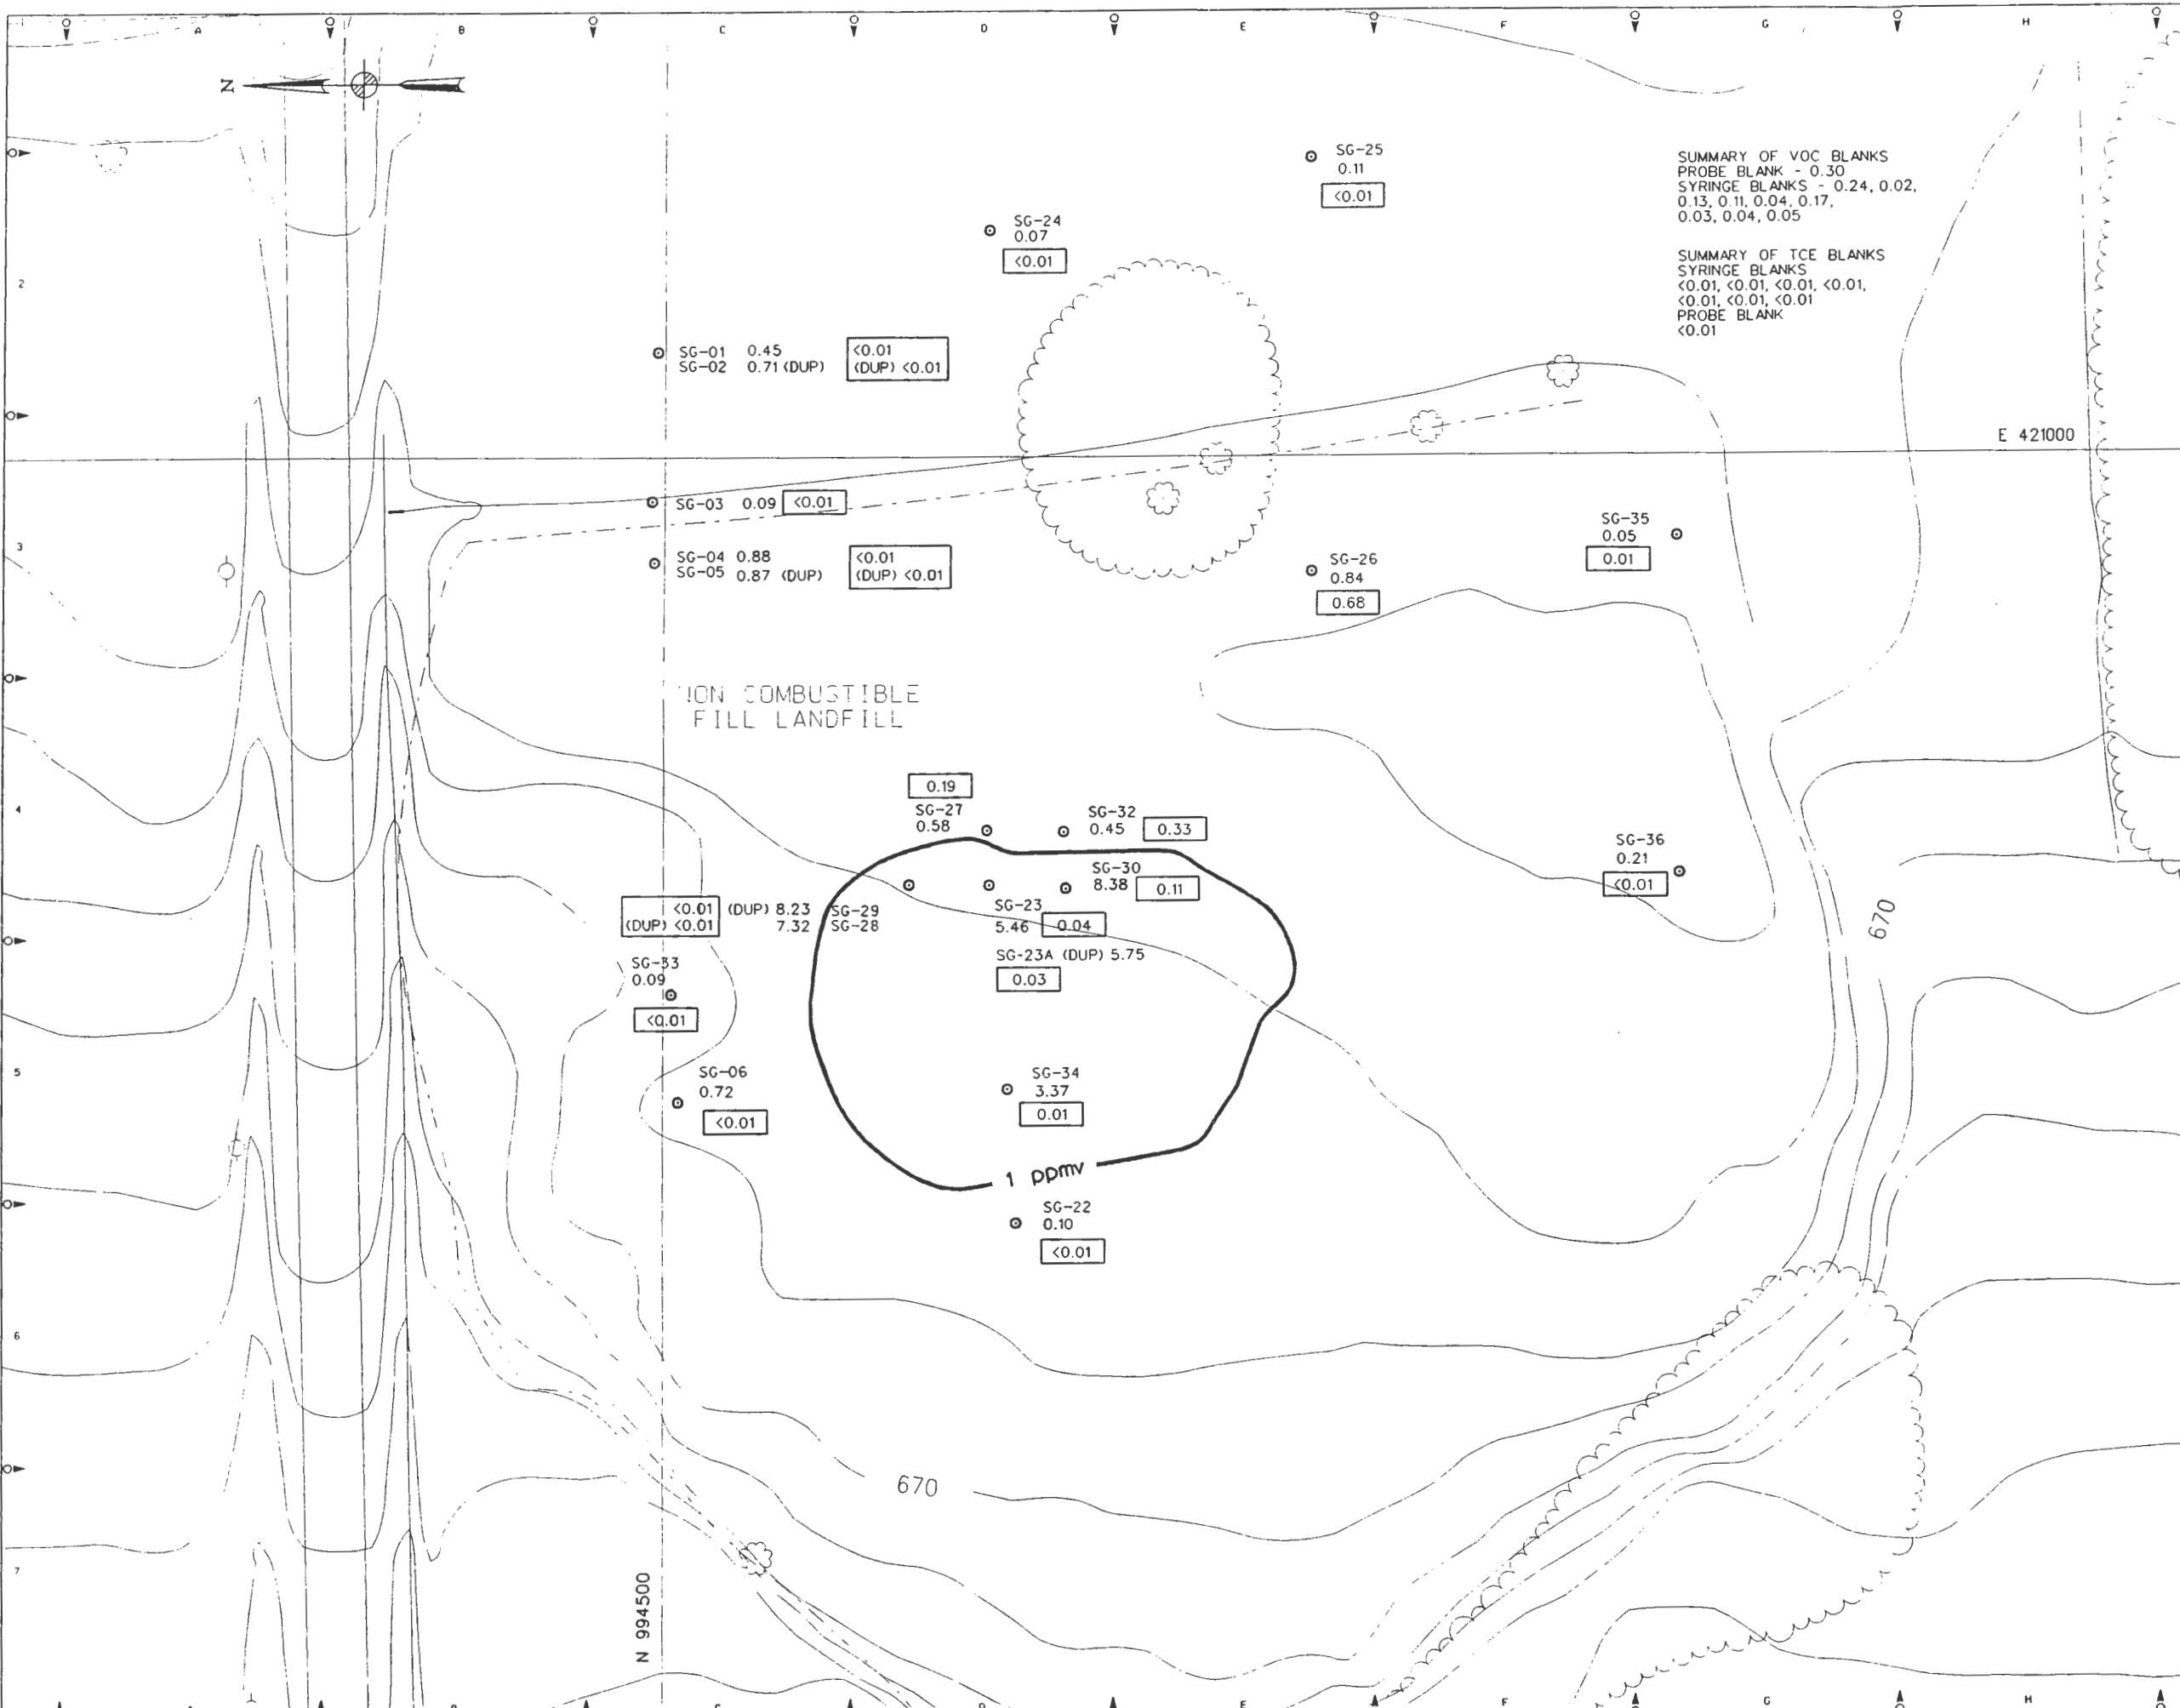 A B C D E F G H
N
SG-25
0.11
<0.01
SUMMARY OF VOC BLANKS
PROBE BLANK - 0.30
SYRINGE BLANKS - 0.24, 0.02,
0.13, 0.11, 0.04, 0.17,
0.03, 0.04, 0.05
SG-24
0.07
<0.01
SUMMARY OF TCE BLANKS
SYRINGE BLANKS
<0.01, <0.01, <0.01, <0.01,
<0.01, <0.01, <0.01
PROBE BLANK
<0.01
2
SG-01 0.45 <0.01
SG-02 0.71 (DUP) (DUP) <0.01
E 421000
SG-03 0.09 <0.01
3
SG-04 0.88 <0.01
SG-05 0.87 (DUP) (DUP) <0.01
SG-35
0.05
0.01
SG-26
0.84
0.68
COMBUSTIBLE
FILL LANDFILL
4
0.19
SG-27
0.58
SG-32
0.45 0.33
SG-36
0.21
<0.01
SG-30
8.38 0.11
<0.01 (DUP) 8.23 SG-29
(DUP) <0.01 7.32 SG-28
SG-23
5.46 0.04
SG-23A (DUP) 5.75
0.03
670
SG-33
0.09
<0.01
5
SG-06
0.72
<0.01
SG-34
3.37
0.01
1 ppmv
SG-22
0.10
<0.01
6
670
7
N 994500
E F G H